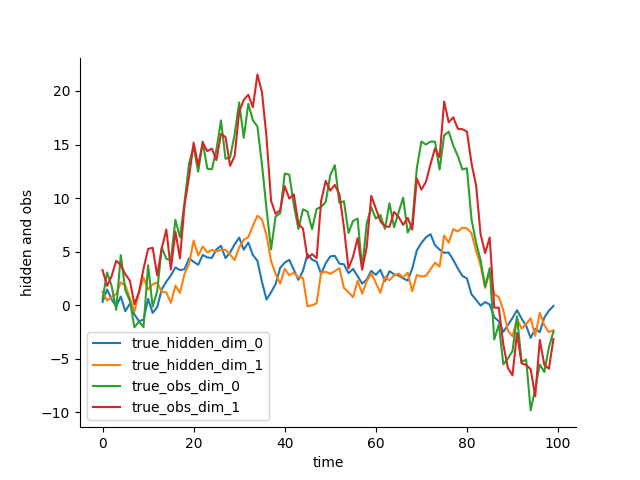 hidden and obs
20
15
10
5
0
−5
−10
true_hidden_dim_0
true_hidden_dim_1
true_obs_dim_0
true_obs_dim_1
0 20 40 60 80 100
time